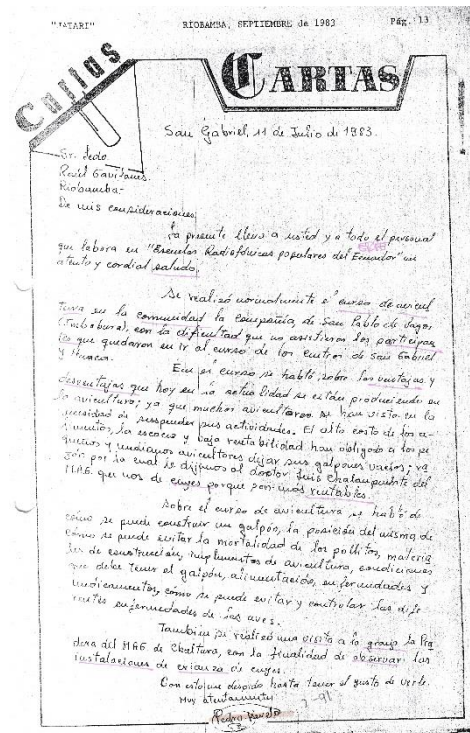 "JATARI" RIOBAMBA, SEPTIEMBRE de 1983 Pág. 13
Cultas
CARTAS
San Gabriel, 11 de Julio de 1983.
Sr. Ledo.
Raúl Gavilanes.
Riobamba.-
De mis consideraciones:
La presente lleva a usted y a todo el personal
que labora en "Escuelas Radiofónicas populares del Ecuador" un
atento y cordial saludo.
Se realizó normalmente el curso de avicul
tura en la comunidad la compañía de San Pablo de Lago,
(Imbabura), con la dificultad que no asistieron los participan
tes que quedaron en ir al curso de los centros de San Gabriel
y Huaca.
En el curso se habló, sobre las ventajas y
desventajas que hoy en la actualidad se están produciendo en
la avicultura; ya que muchos avicultores se han visto en la
necesidad de suspender sus actividades. El alto costo de los a-
limentos, la escasez y baja rentabilidad han obligado a los pe
queños y medianos avicultores dejar sus galpones vacíos; ra
zón por la cual le dijimos al doctor Luis Chalampuente del
MAG. que nos de cuyes porque son más rentables.
Sobre el curso de avicultura, se habló de
cómo se puede construir un galpón, la posición del mismo, de
cómo se puede evitar la mortalidad de los pollitos, materia
les de construcción, implementos de avicultura, condiciones
que debe tener el galpón, alimentación, enfermedades y
medicamentos, cómo se puede evitar y controlar las dife
rentes enfermedades de las aves.
También se realizó una visita a la granja la Pra
dera del MAG de Chaltura, con la finalidad de observar las
instalaciones de crianza de cuyes.
Con esto me despido hasta tener el gusto de verle.
Muy atentamente
Pedro